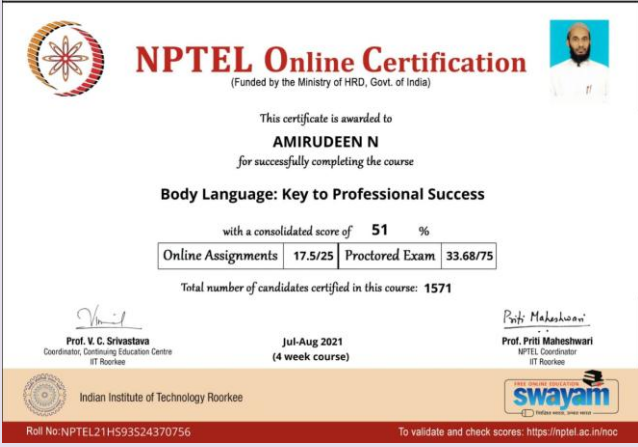 NPTEL Online Certification
(Funded by the Ministry of HRD, Govt. of India)
This certificate is awarded to
AMIRUDEEN N
for successfully completing the course
Body Language: Key to Professional Success
with a consolidated score of 51 %
Online Assignments 17.5/25 Proctored Exam 33.68/75
Total number of candidates certified in this course: 1571
Priti Maheshwari
Prof. V. C. Srivastava
Coordinator, Continuing Education Centre
IIT Roorkee
Jul-Aug 2021
(4 week course)
Prof. Priti Maheshwari
NPTEL Coordinator
IIT Roorkee
Indian Institute of Technology Roorkee
FREE ONLINE EDUCATION
swayam
Roll No:NPTEL21HS93S24370756
To validate and check scores: https://nptel.ac.in/noc